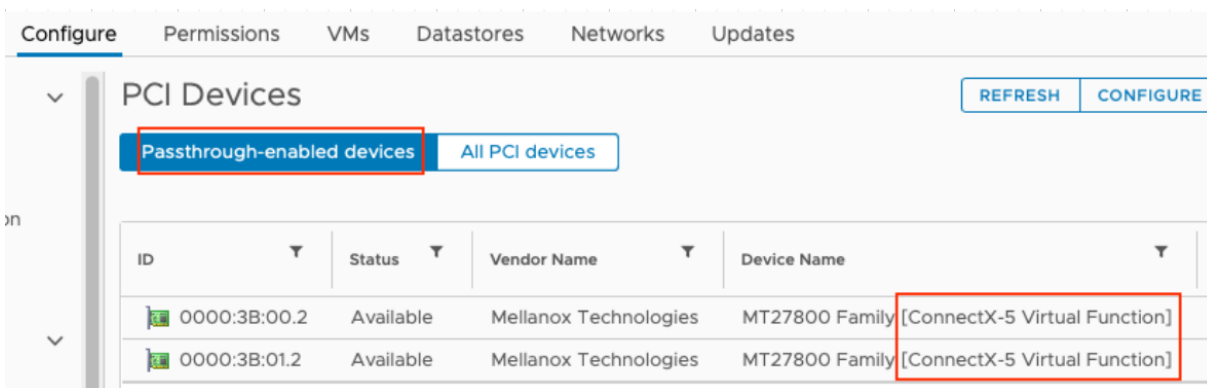 Configure Permissions VMs Datastores Networks Updates
PCI Devices
REFRESH CONFIGURE
Passthrough-enabled devices All PCI devices
ID Status Vendor Name Device Name
0000:3B:00.2 Available Mellanox Technologies MT27800 Family [ConnectX-5 Virtual Function]
0000:3B:01.2 Available Mellanox Technologies MT27800 Family [ConnectX-5 Virtual Function]